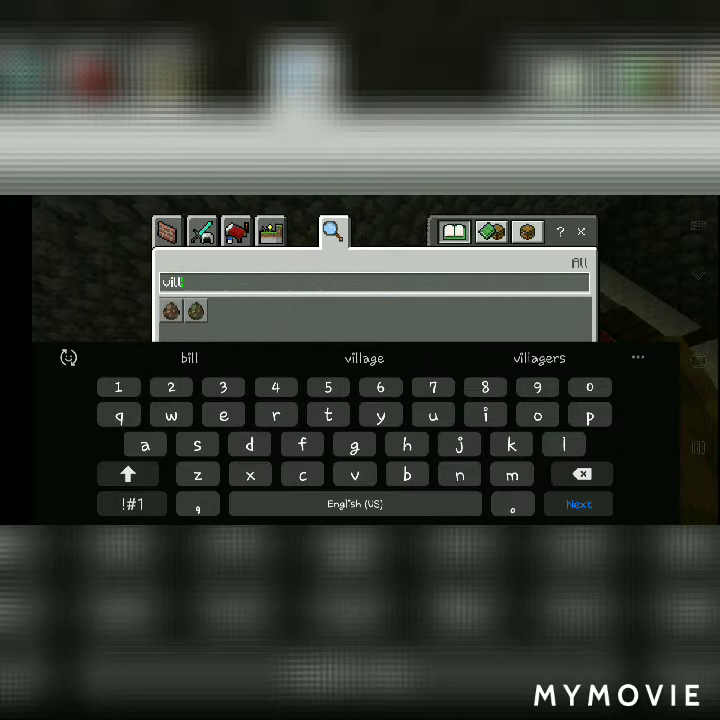 ? ×
All
vill
bill village villagers ...
1 2 3 4 5 6 7 8 9 0
q w e r t y u i o p
a s d f g h j k l
z x c v b n m
!#1 , English (US) . Next
MYMOVIE